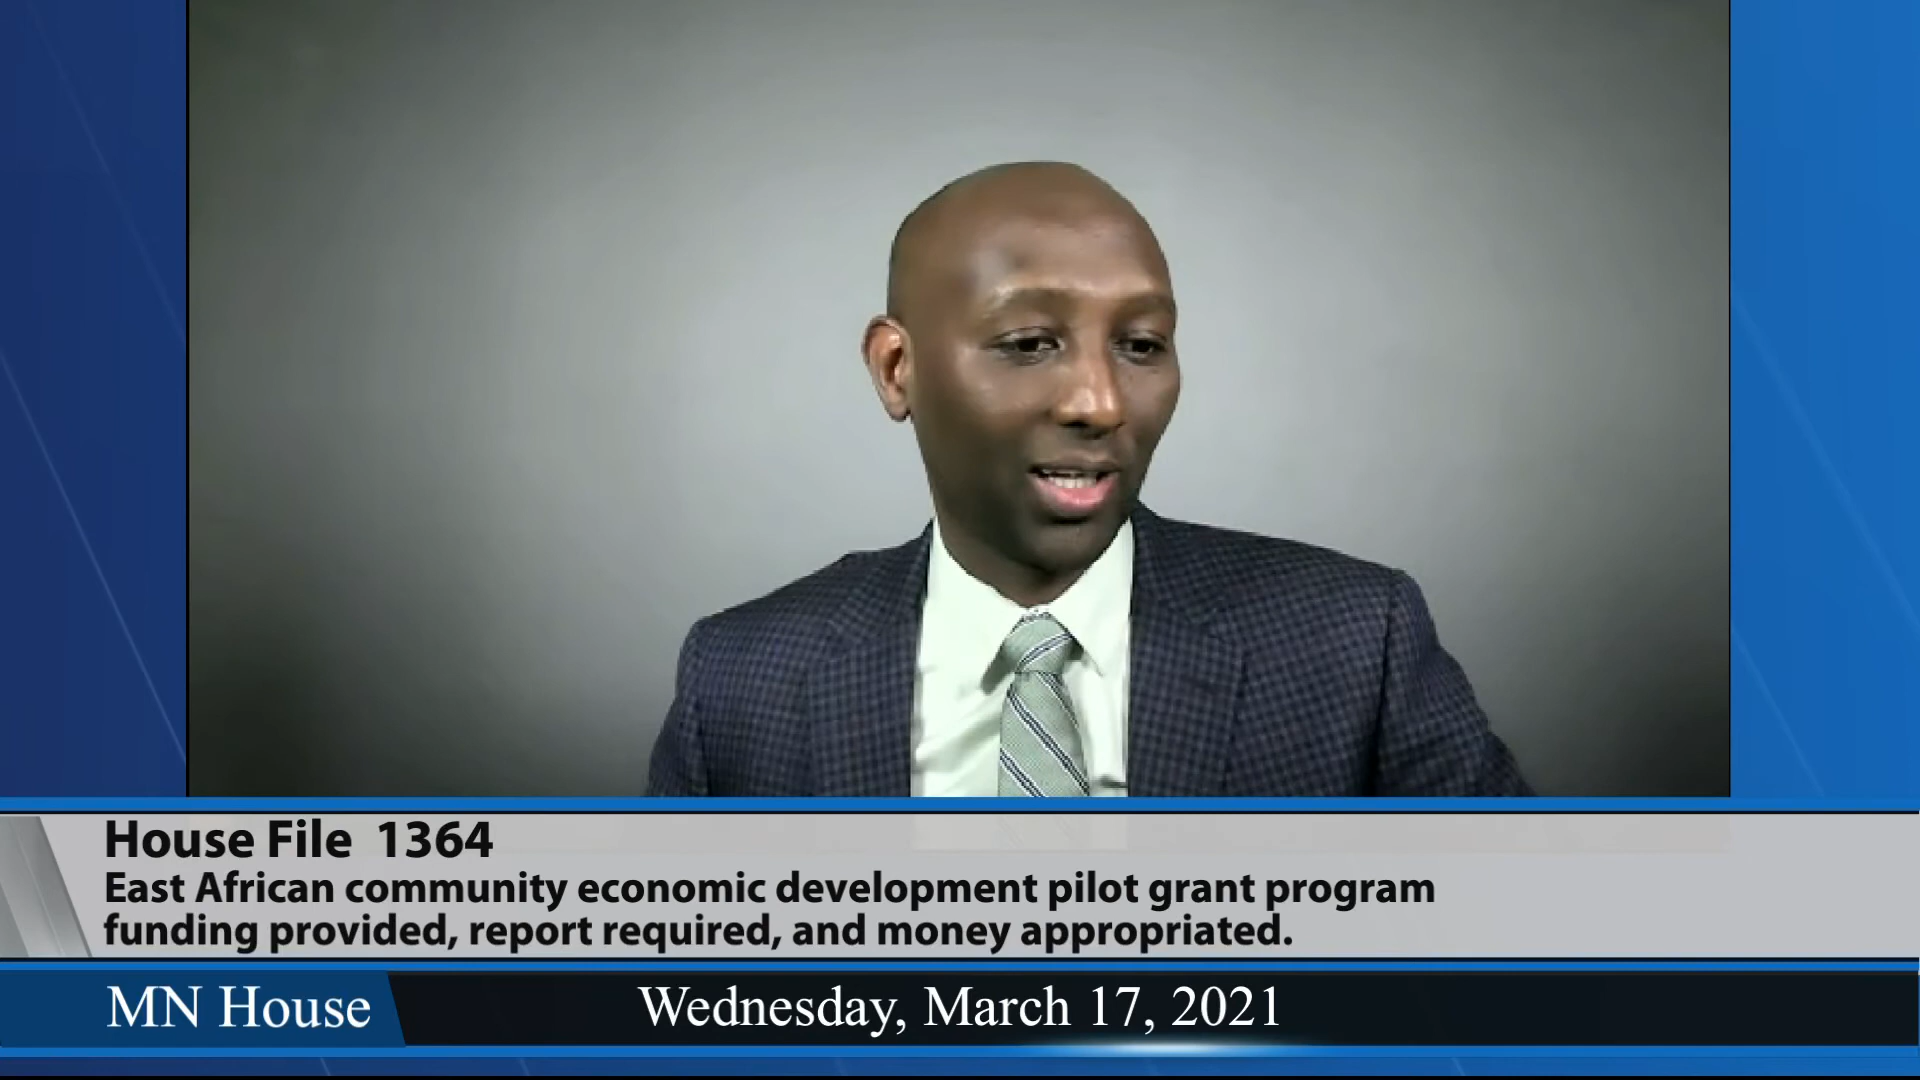 House File 1364
East African community economic development pilot grant program
funding provided, report required, and money appropriated.
MN House
Wednesday, March 17, 2021